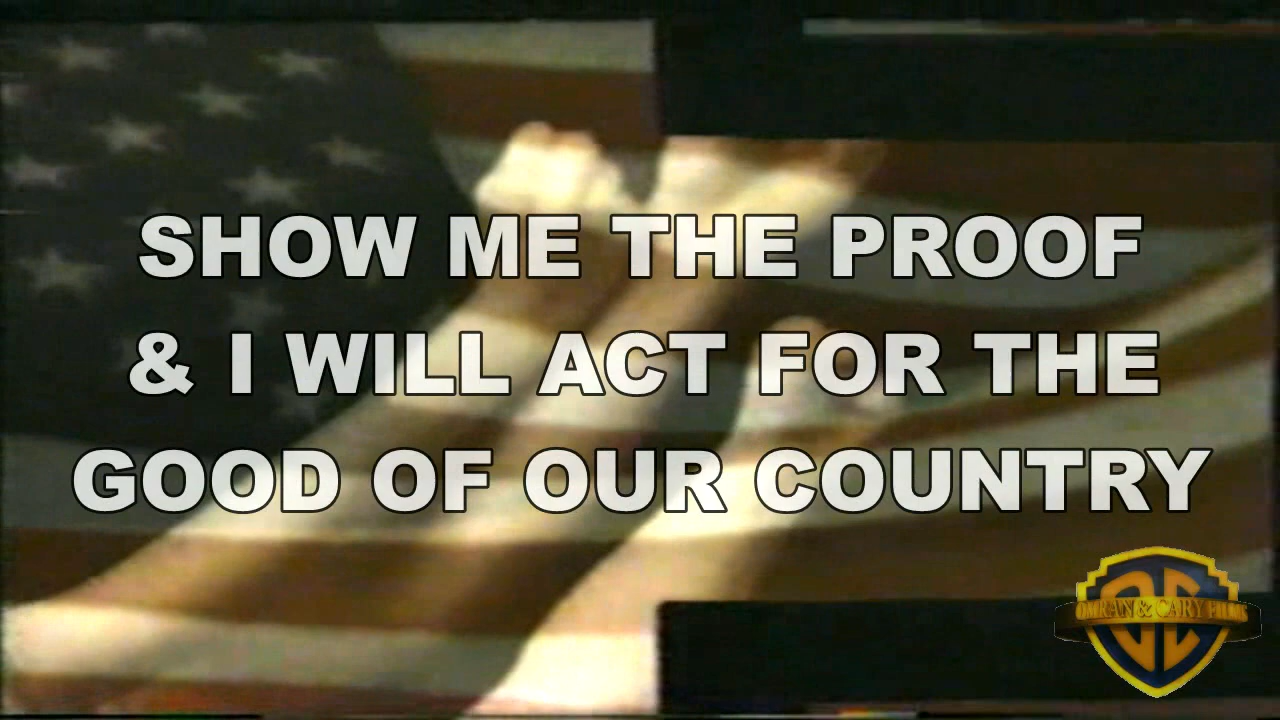 SHOW ME THE PROOF
& I WILL ACT FOR THE
GOOD OF OUR COUNTRY
OMRAN & CARY FILMS